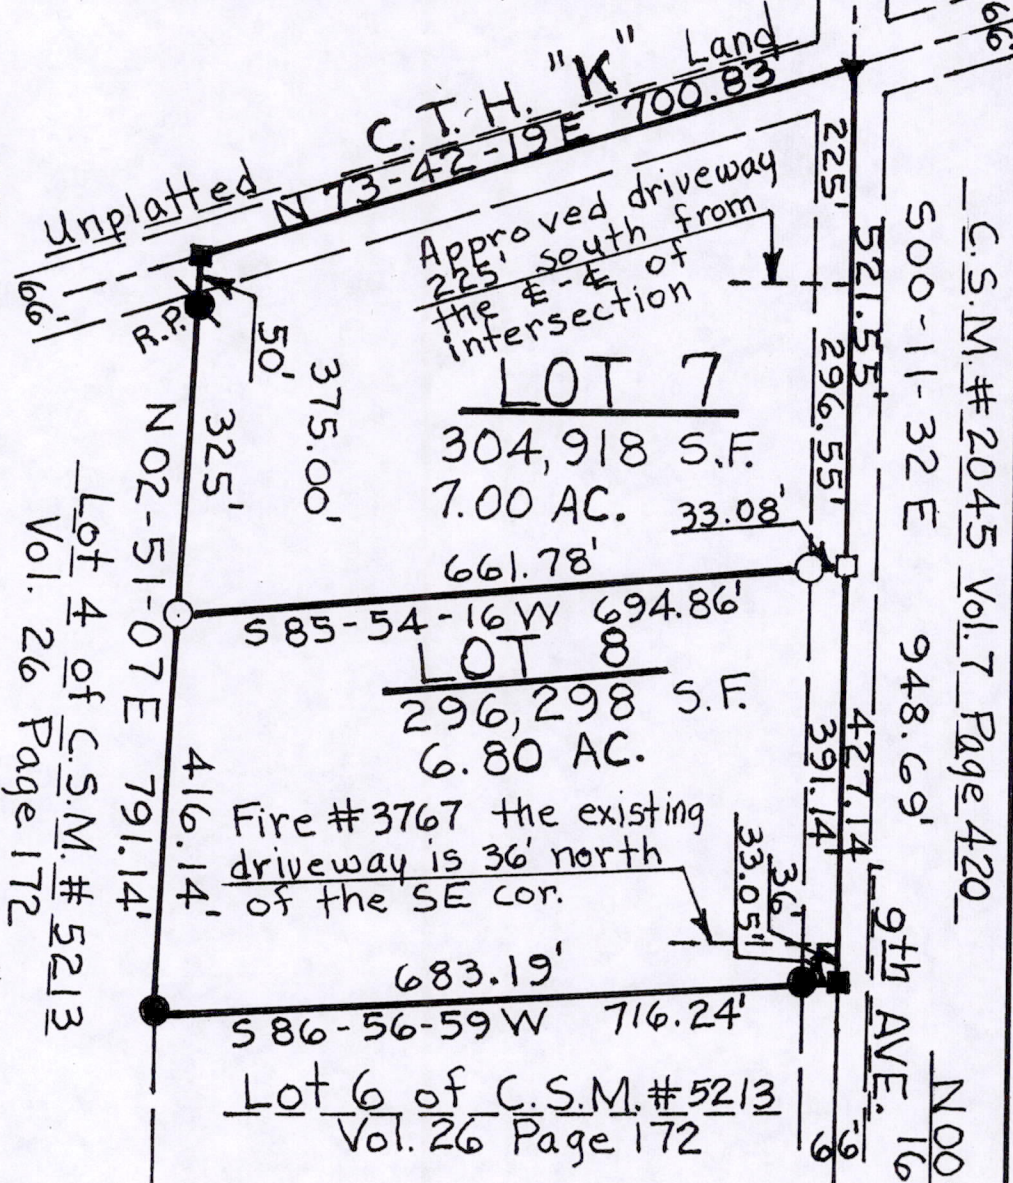 Unplatted C. T. H. "K" Land
N 73-42-19 E 700.83
66'
66'
R.P.
50'
375.00'
325'
N 02-51-07 E 791.14'
416.14'
Lot 4 of C.S.M. # 5213
Vol. 26 Page 172
Approved driveway
225' south from
the ℄-℄ of
intersection
LOT 7
304,918 S.F.
7.00 AC.
33.08'
661.78'
S 85-54-16 W 694.86'
LOT 8
296,298 S.F.
6.80 AC.
Fire # 3767 the existing
driveway is 36' north
of the SE cor.
36'
33.05'
683.19'
S 86-56-59 W 716.24'
Lot 6 of C.S.M. # 5213
Vol. 26 Page 172
225'
296.55'
521.55'
391.14'
427.14'
S 00-11-32 E 948.69'
9th AVE.
66'
C.S.M. # 2045 Vol. 7 Page 420
N 00
16